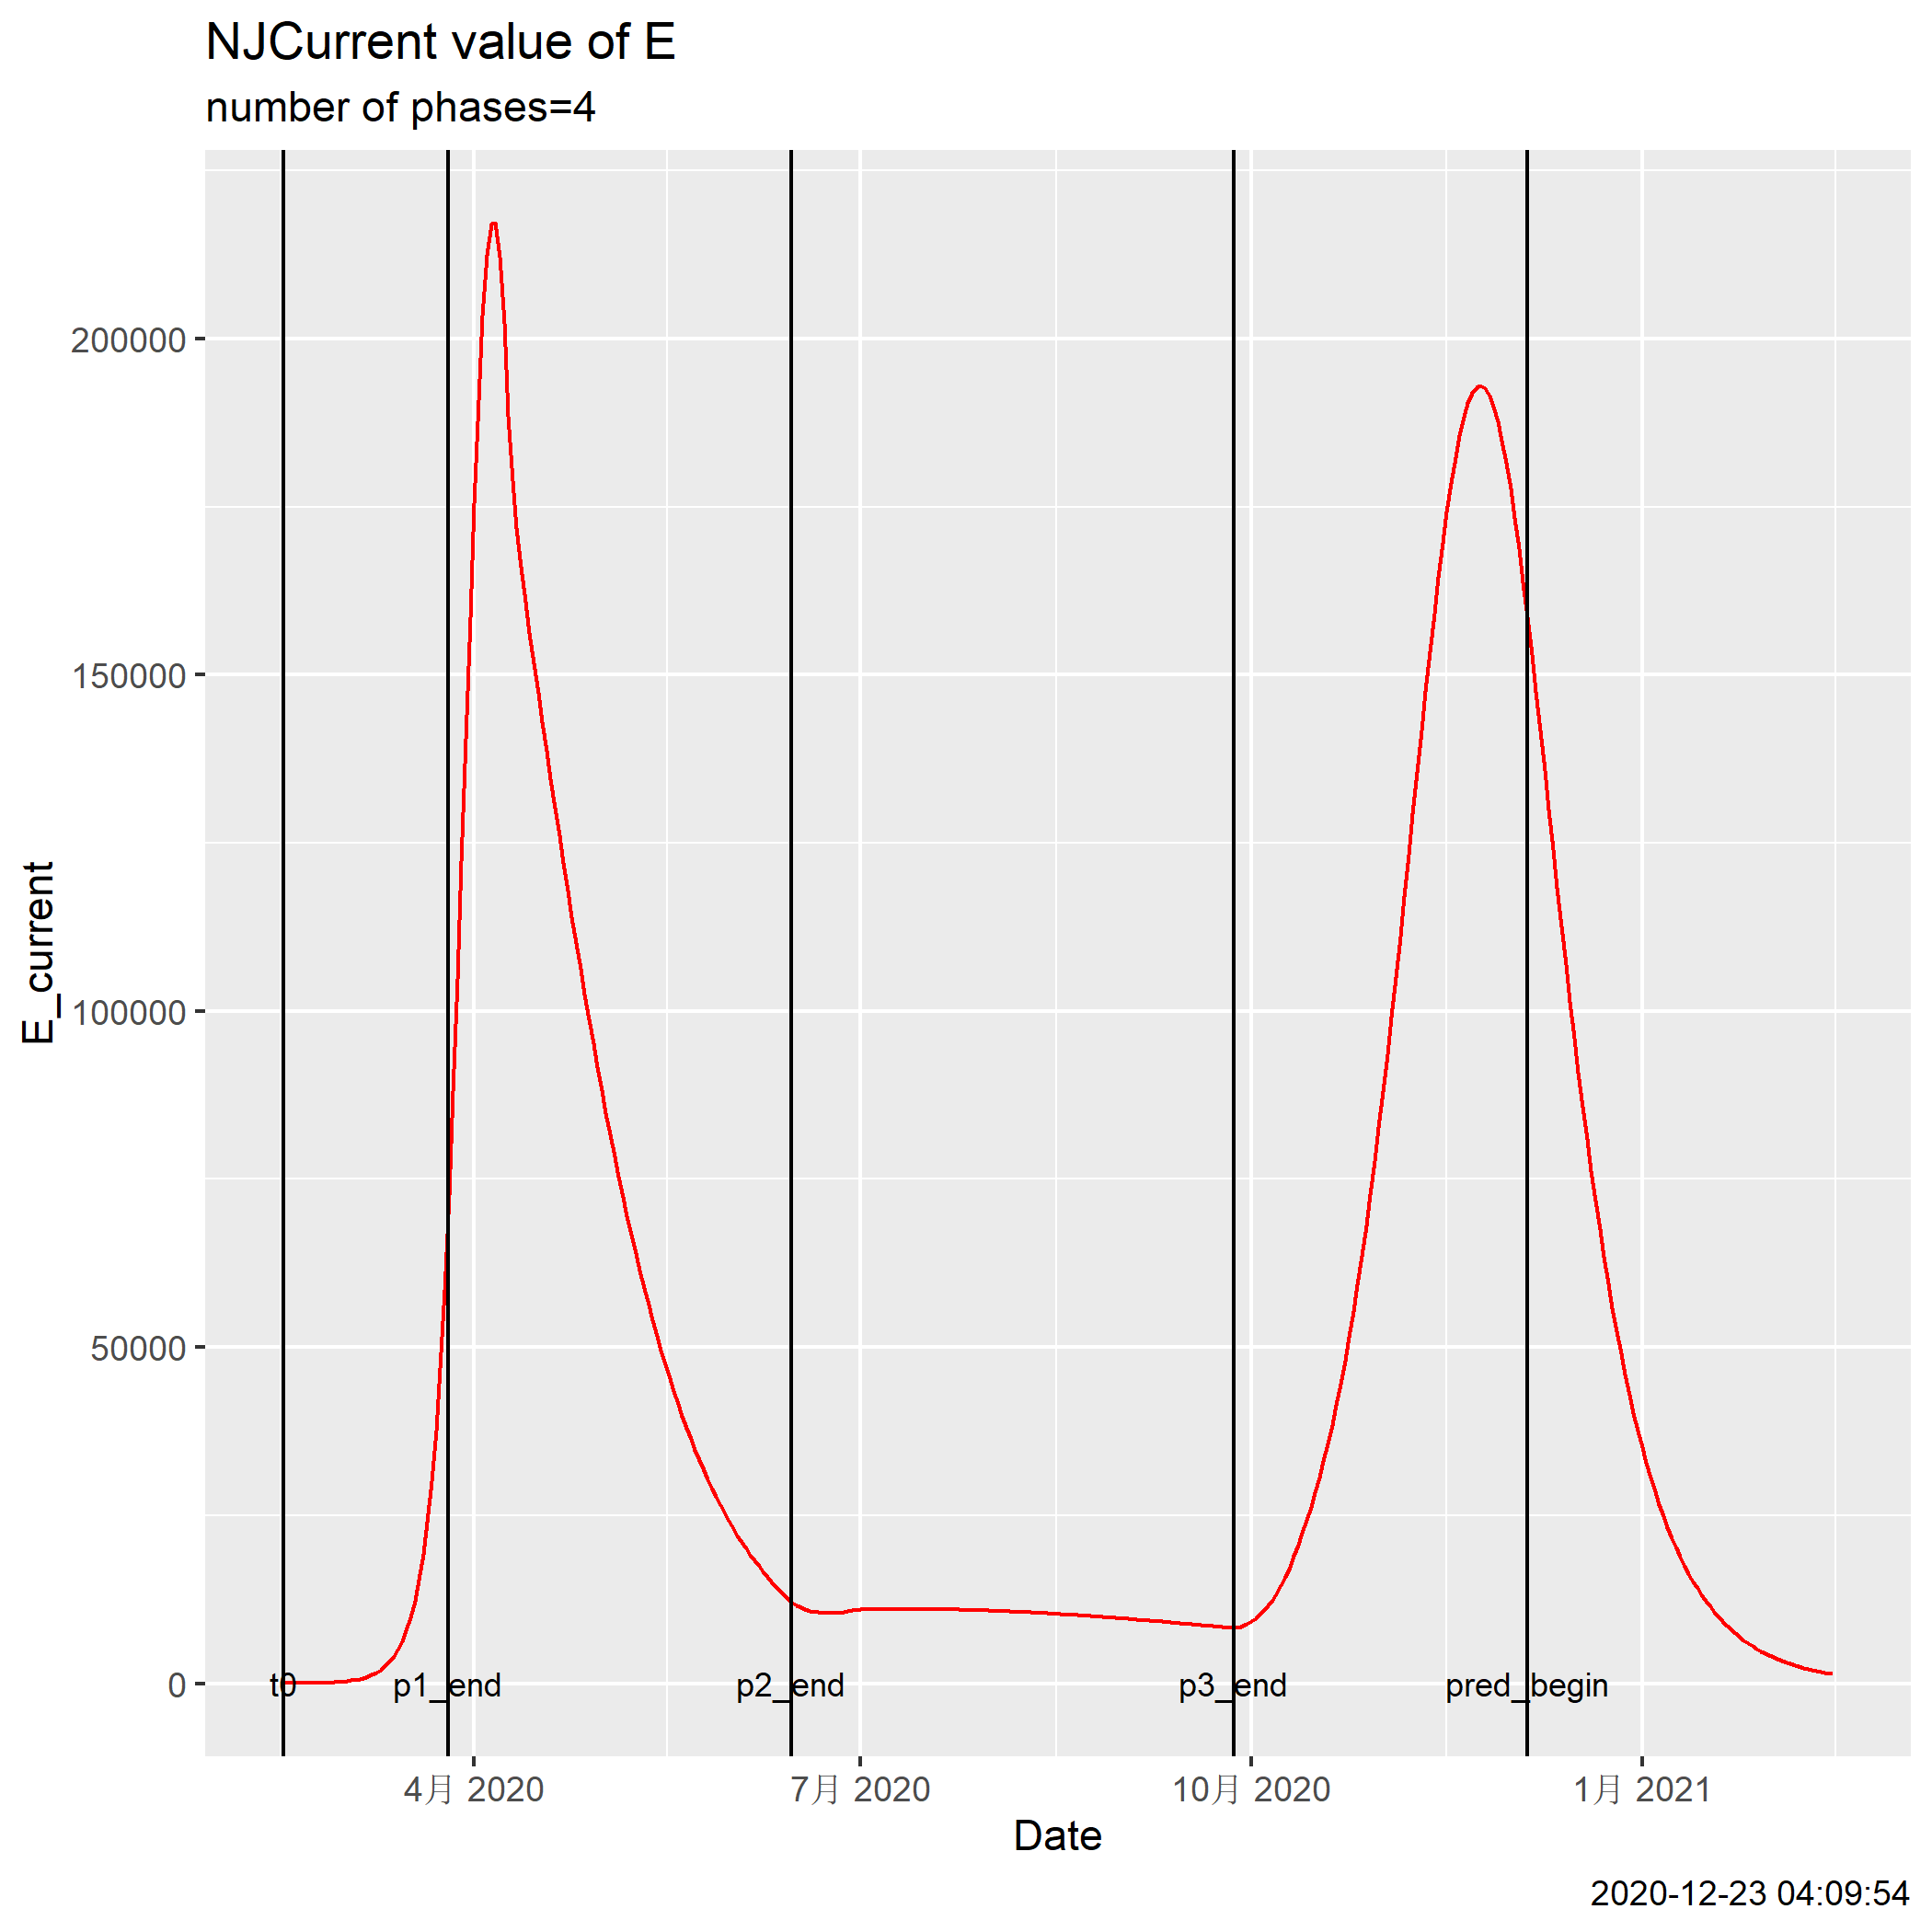 NJCurrent value of E
number of phases=4
E_current
200000
150000
100000
50000
0
t0
p1_end
p2_end
p3_end
pred_begin
4月 2020
7月 2020
10月 2020
1月 2021
Date
2020-12-23 04:09:54